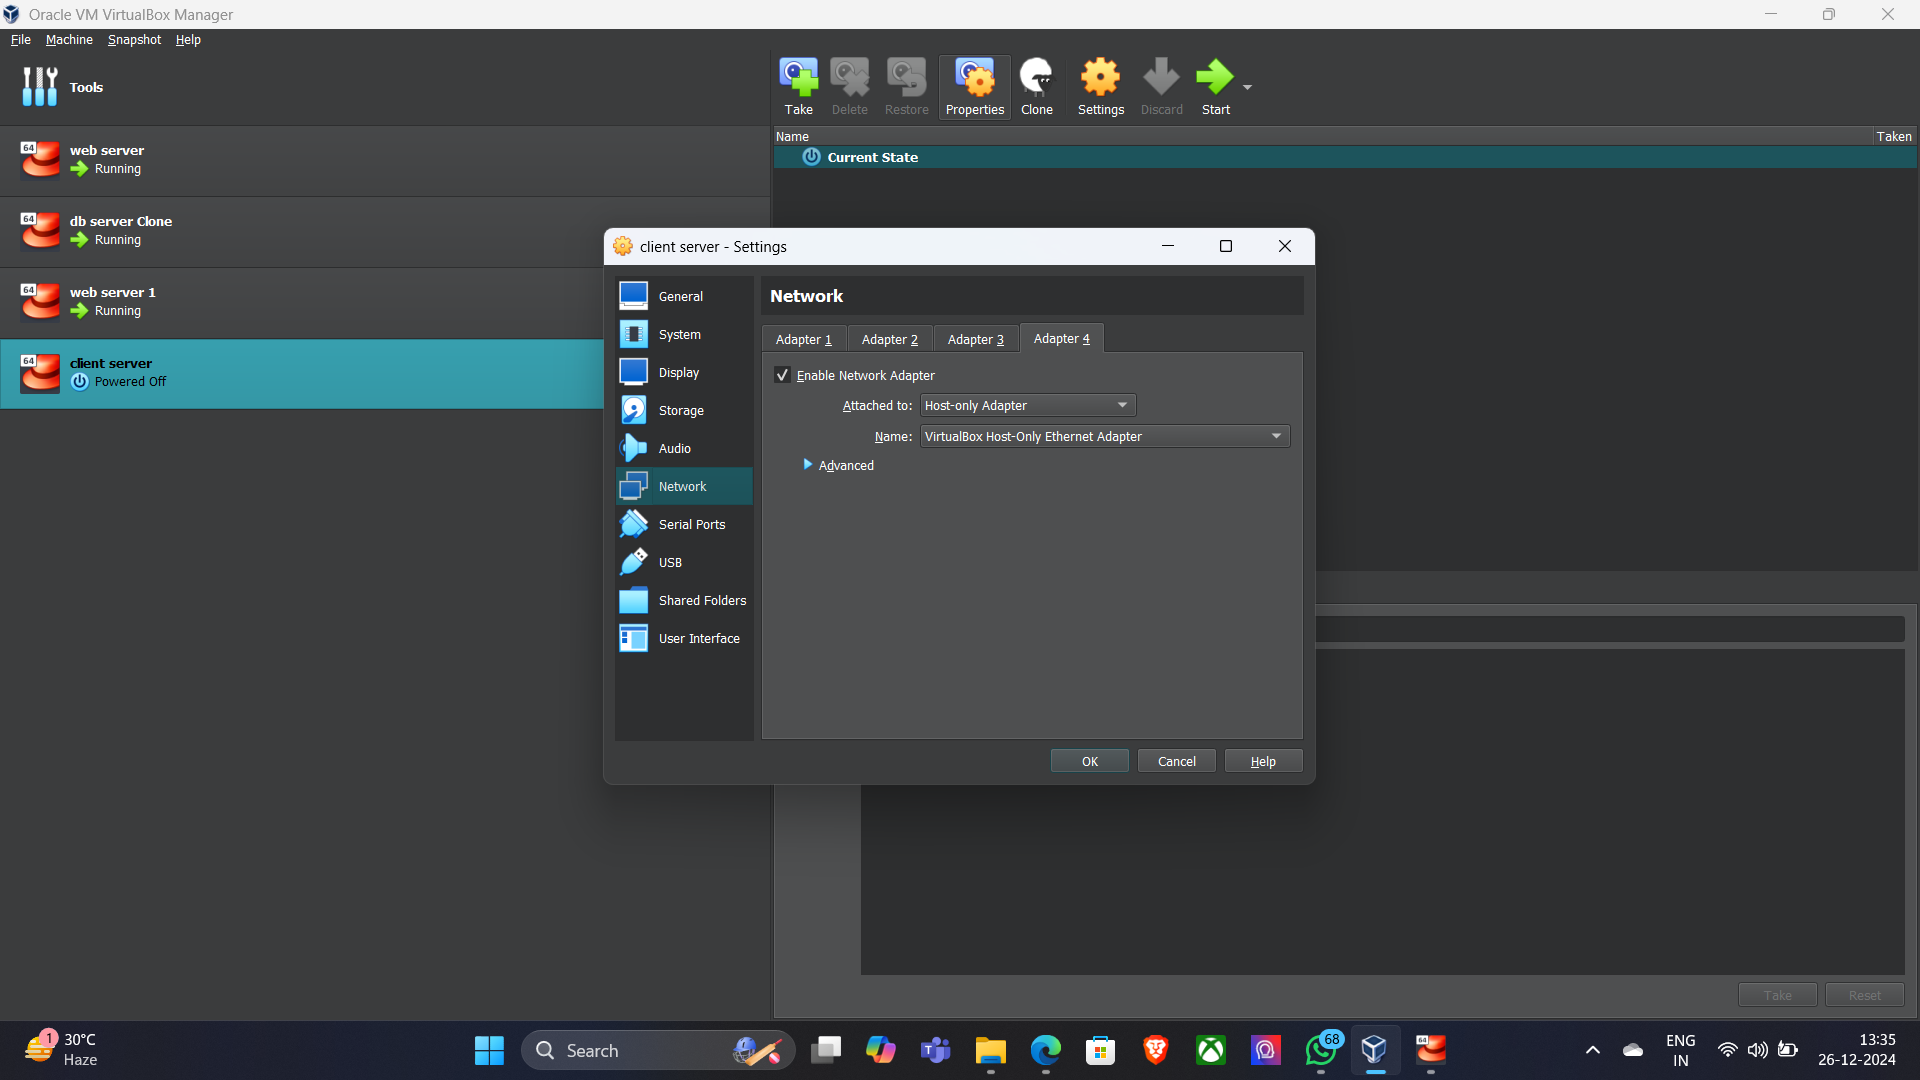 Oracle VM VirtualBox Manager
File Machine Snapshot Help
Tools
Take Delete Restore Properties Clone Settings Discard Start
Name Taken
Current State
64 web server
Running
64 db server Clone
Running
64 web server 1
Running
64 client server
Powered Off
client server - Settings
General
System
Display
Storage
Audio
Network
Serial Ports
USB
Shared Folders
User Interface
Network
Adapter 1 Adapter 2 Adapter 3 Adapter 4
Enable Network Adapter
Attached to: Host-only Adapter
Name: VirtualBox Host-Only Ethernet Adapter
Advanced
OK Cancel Help
Take Reset
1 30°C
Haze
Search
68
64
ENG
IN
13:35
26-12-2024